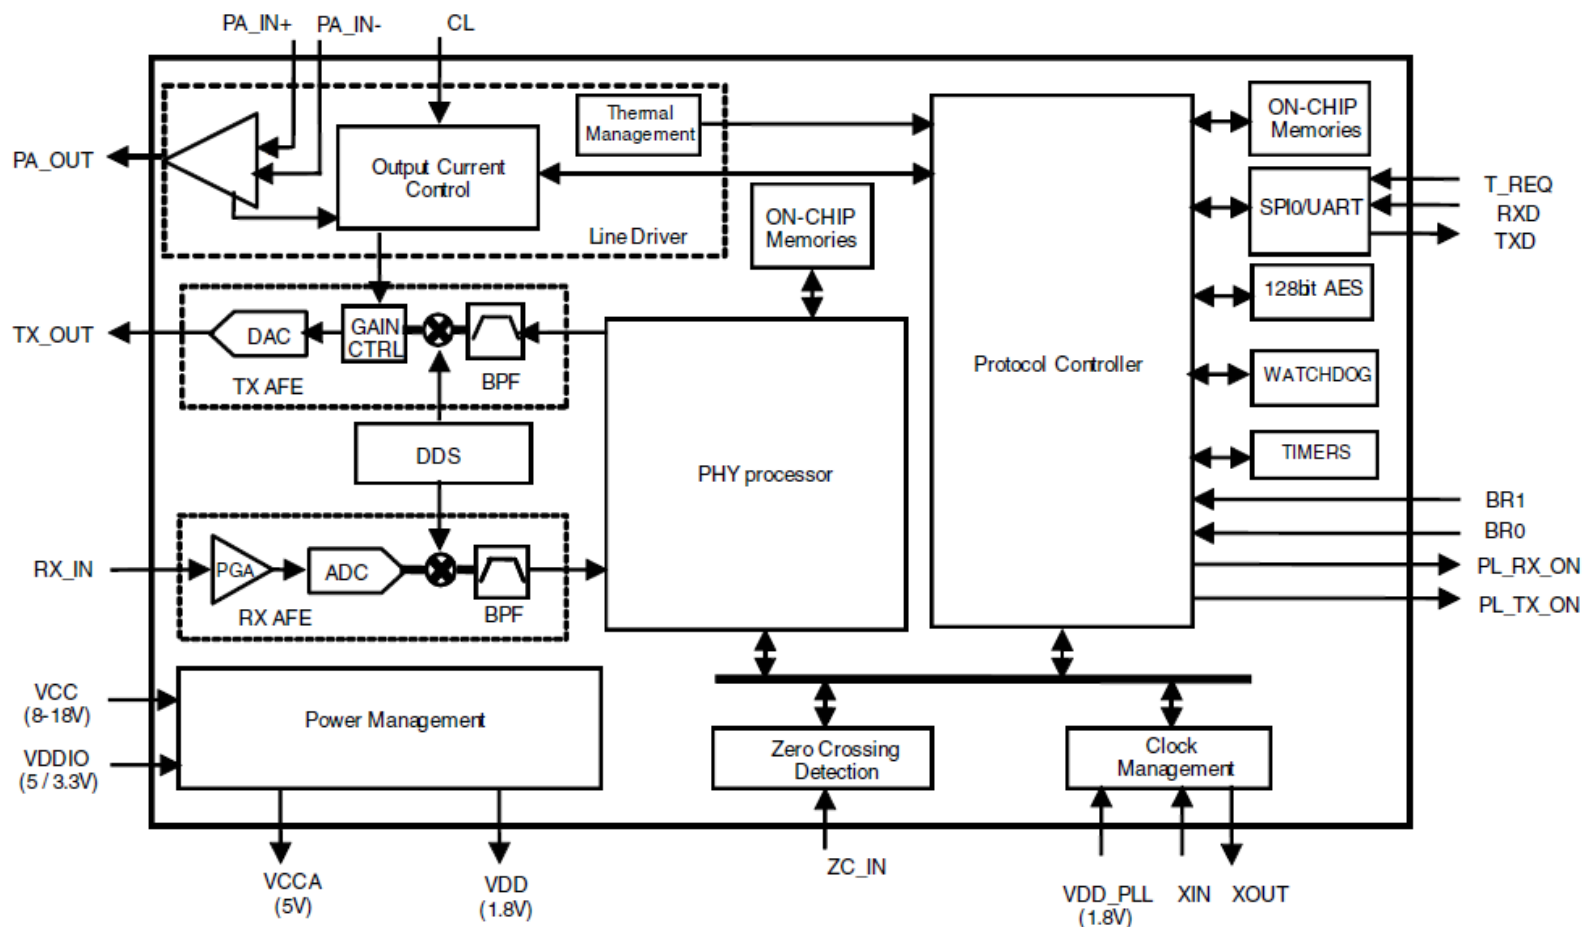 PA_IN+ PA_IN- CL
Thermal
Management
ON-CHIP
Memories
PA_OUT
Output Current
Control
T_REQ
SPI0/UART
RXD
TXD
ON-CHIP
Memories
Line Driver
128bit AES
TX_OUT
DAC
GAIN
CTRL
BPF
TX AFE
Protocol Controller
WATCHDOG
DDS
PHY processor
TIMERS
BR1
BR0
RX_IN
PGA
ADC
BPF
RX AFE
PL_RX_ON
PL_TX_ON
VCC
(8-18V)
Power Management
VDDIO
(5 / 3.3V)
Zero Crossing
Detection
Clock
Management
VCCA
(5V)
VDD
(1.8V)
ZC_IN
VDD_PLL
(1.8V)
XIN
XOUT